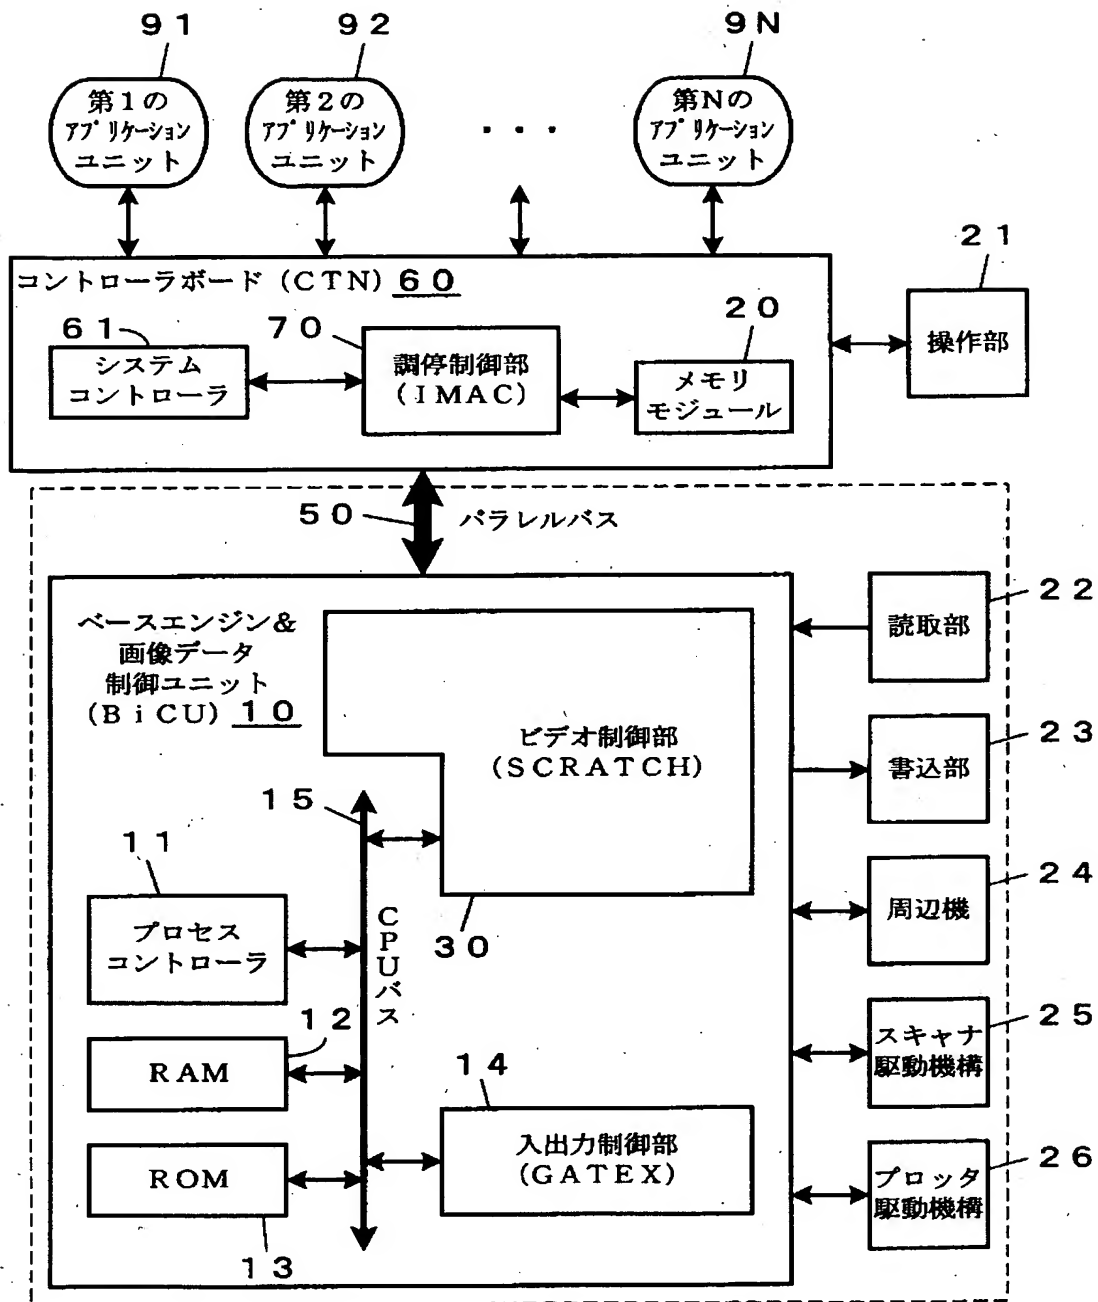 ９１
９２
９Ｎ
第１の
アプリケーション
ユニット
第２の
アプリケーション
ユニット
・・・
第Ｎの
アプリケーション
ユニット
コントローラボード（ＣＴＮ）６０
６１
システム
コントローラ
７０
調停制御部
（ＩＭＡＣ）
２０
メモリ
モジュール
２１
操作部
５０
パラレルバス
ベースエンジン＆
画像データ
制御ユニット
（ＢｉＣＵ）１０
ビデオ制御部
（ＳＣＲＡＴＣＨ）
３０
１５
ＣＰＵバス
１１
プロセス
コントローラ
１２
ＲＡＭ
ＲＯＭ
１３
１４
入出力制御部
（ＧＡＴＥＸ）
２２
読取部
２３
書込部
２４
周辺機
２５
スキャナ
駆動機構
２６
プロッタ
駆動機構